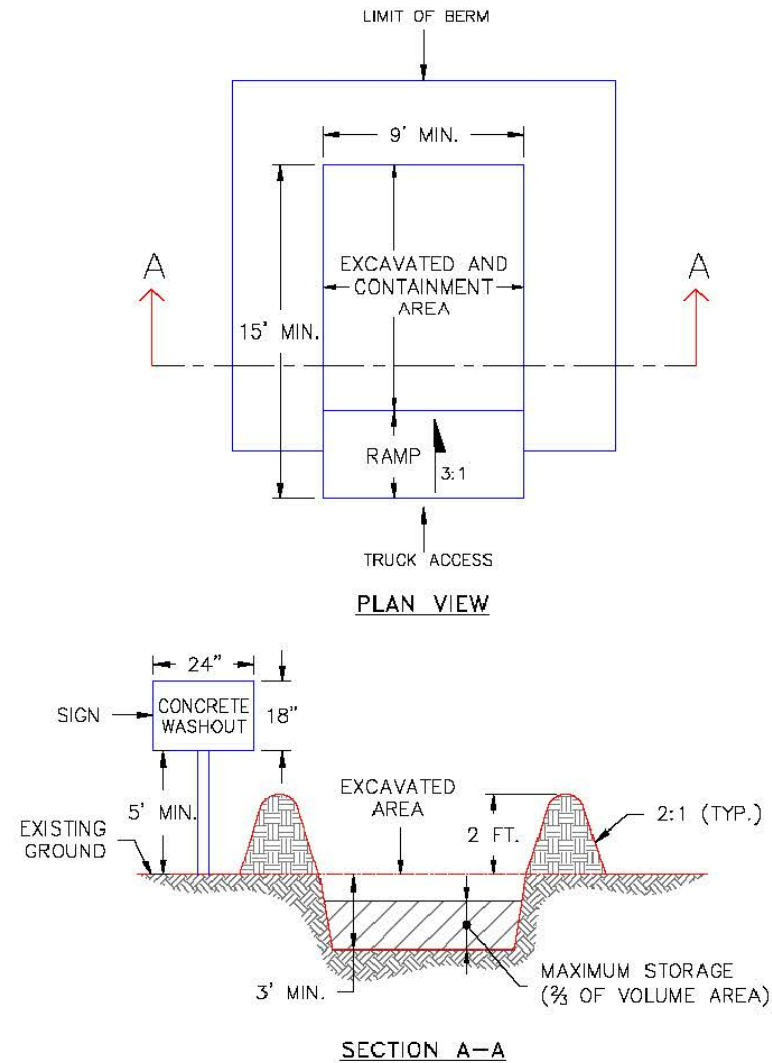 LIMIT OF BERM
9' MIN.
A
A
EXCAVATED AND
CONTAINMENT
AREA
15' MIN.
RAMP
3:1
TRUCK ACCESS
PLAN VIEW
24"
SIGN
CONCRETE
WASHOUT
18"
5' MIN.
EXCAVATED
AREA
2 FT.
2:1 (TYP.)
EXISTING
GROUND
3' MIN.
MAXIMUM STORAGE
(⅔ OF VOLUME AREA)
SECTION A–A